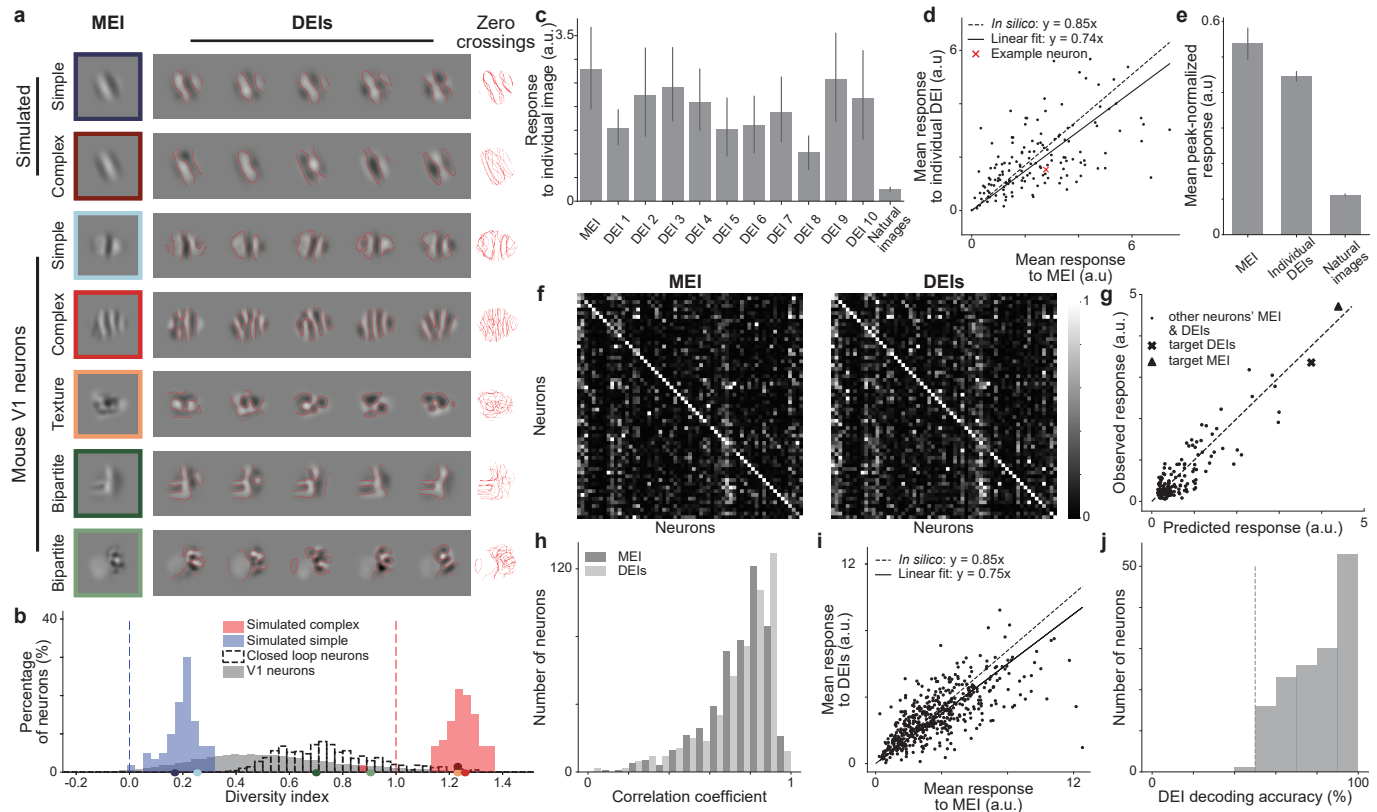 a
MEI
DEIs
Zero
crossings
Simulated
Simple
Complex
Mouse V1 neurons
Simple
Complex
Texture
Bipartite
Bipartite
b
Percentage
of neurons (%)
40
0
Simulated complex
Simulated simple
Closed loop neurons
V1 neurons
-0.2
0.0
0.2
0.4
0.6
0.8
1.0
1.2
1.4
Diversity index
c
Response
to individual image (a.u.)
3.5
0
MEI
DEI 1
DEI 2
DEI 3
DEI 4
DEI 5
DEI 6
DEI 7
DEI 8
DEI 9
DEI 10
Natural
images
d
In silico: y = 0.85x
Linear fit: y = 0.74x
Example neuron
Mean response
to individual DEI (a.u)
6
0
0
6
Mean response
to MEI (a.u)
e
Mean peak-normalized
response (a.u)
0.6
0
MEI
Individual
DEIs
Natural
images
f
MEI
DEIs
Neurons
Neurons
Neurons
1
0
g
other neurons' MEI
& DEIs
target DEIs
target MEI
Observed response (a.u.)
5
0
0
5
Predicted response (a.u.)
h
MEI
DEIs
Number of neurons
120
0
0
1
Correlation coefficient
i
In silico: y = 0.85x
Linear fit: y = 0.75x
Mean response
to DEIs (a.u.)
12
0
0
12
Mean response
to MEI (a.u.)
j
Number of neurons
50
0
0
100
DEI decoding accuracy (%)